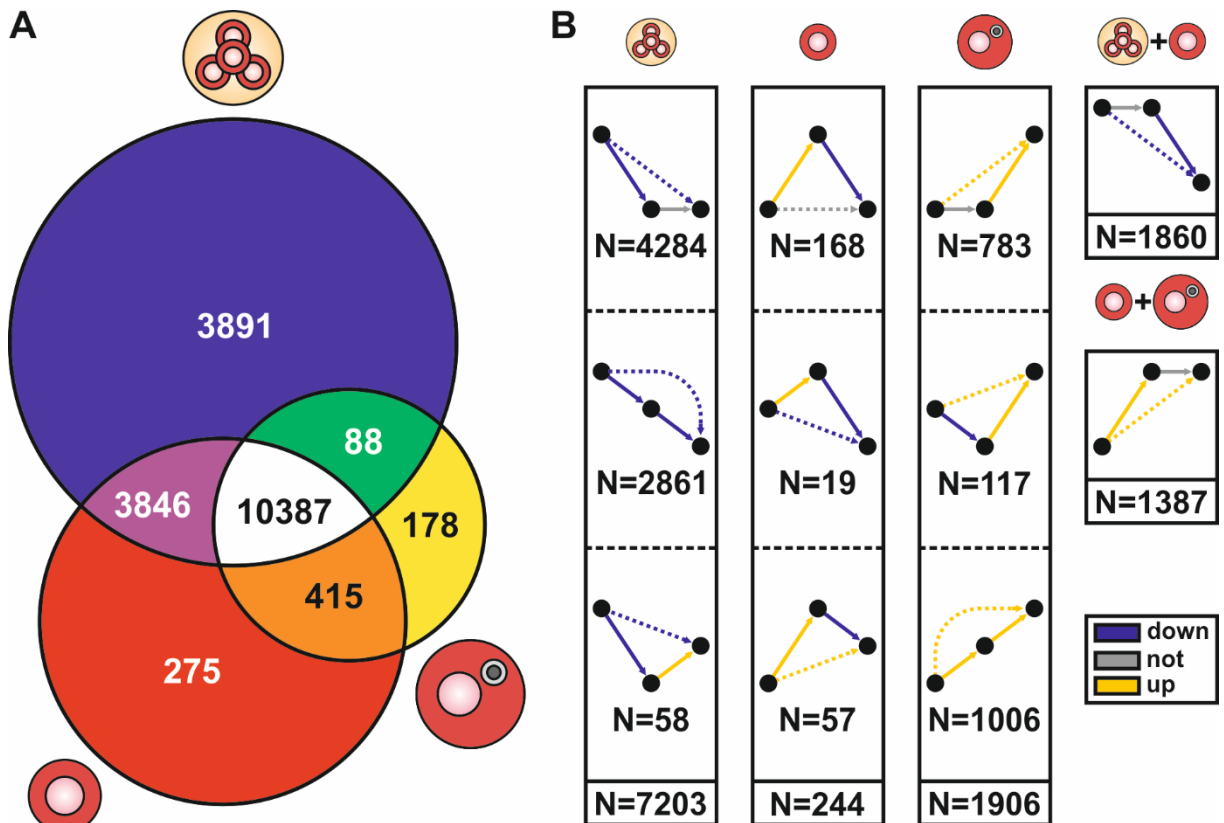 A
3891
88
3846
10387
178
415
275
B
+
N=4284
N=168
N=783
N=1860
+
N=2861
N=19
N=117
N=1387
N=58
N=57
N=1006
down
not
up
N=7203
N=244
N=1906